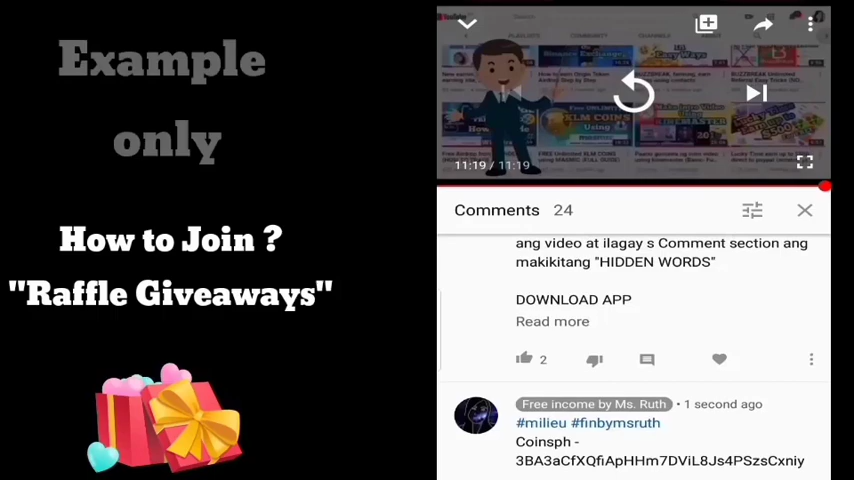 Example
only
How to Join ?
"Raffle Giveaways"
11:19 / 11:19
Comments 24
ang video at ilagay s Comment section ang
makikitang "HIDDEN WORDS"
DOWNLOAD APP
Read more
2
Free income by Ms. Ruth • 1 second ago
#milieu #finbymsruth
Coinsph -
3BA3aCfXQfiApHHm7DViL8Js4PSzsCxniy